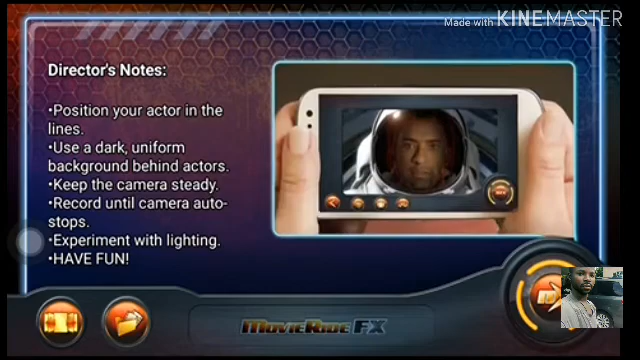 Made with KINEMASTER
Director's Notes:
•Position your actor in the
lines.
•Use a dark, uniform
background behind actors.
•Keep the camera steady.
•Record until camera auto-
stops.
•Experiment with lighting.
•HAVE FUN!
MOVIERIDE FX